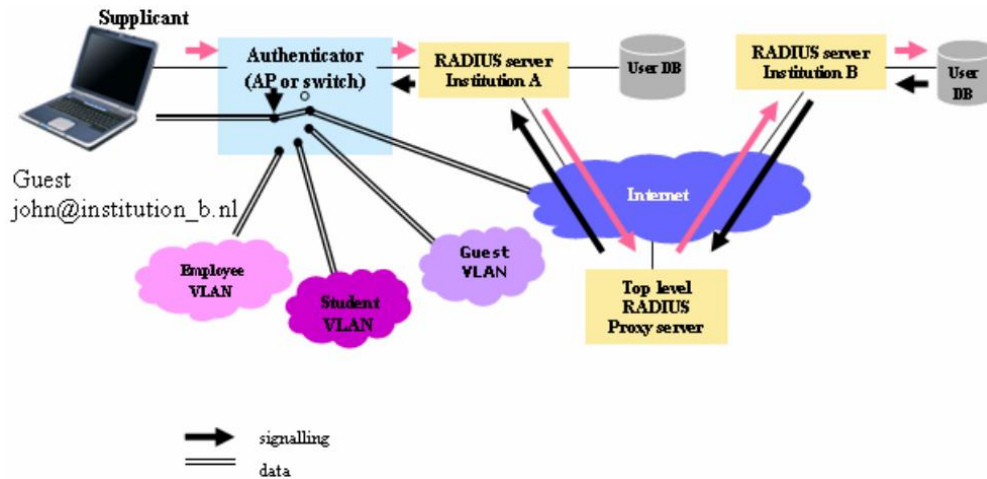 Supplicant
Authenticator
(AP or switch)
RADIUS server
Institution A
User DB
RADIUS server
Institution B
User
DB
Guest
john@institution_b.nl
Internet
Employee
VLAN
Student
VLAN
Guest
VLAN
Top level
RADIUS
Proxy server
signalling
data